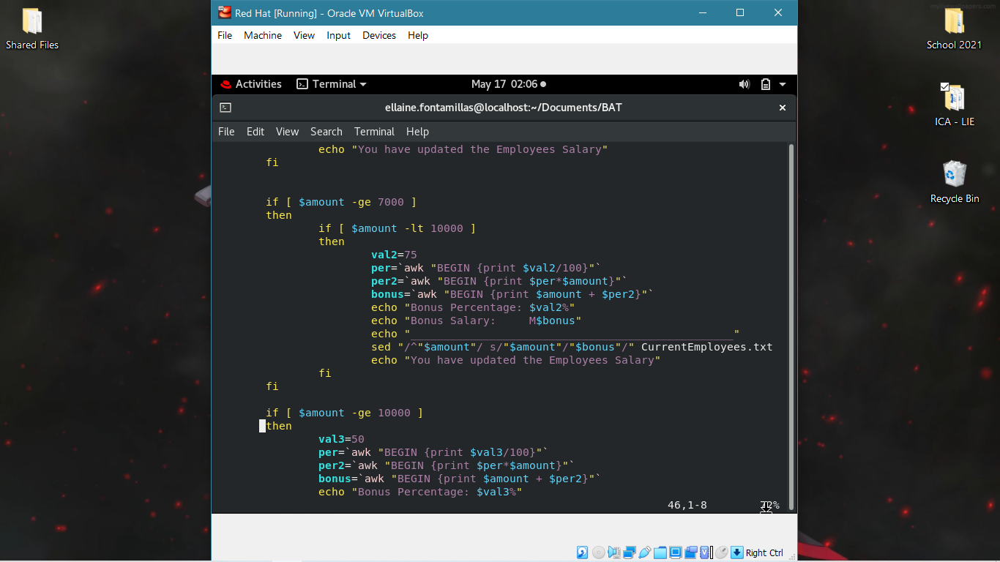 mylivewallpapers.com
Shared Files
School 2021
ICA - LIE
Recycle Bin
Red Hat [Running] - Oracle VM VirtualBox
File Machine View Input Devices Help
Activities Terminal May 17 02:06
ellaine.fontamillas@localhost:~/Documents/BAT
File Edit View Search Terminal Help
echo "You have updated the Employees Salary"
fi
if [ $amount -ge 7000 ]
then
if [ $amount -lt 10000 ]
then
val2=75
per=`awk "BEGIN {print $val2/100}"`
per2=`awk "BEGIN {print $per*$amount}"`
bonus=`awk "BEGIN {print $amount + $per2}"`
echo "Bonus Percentage: $val2%"
echo "Bonus Salary:     M$bonus"
echo "_________________________________________________"
sed "/^"$amount"/ s/"$amount"/"$bonus"/" CurrentEmployees.txt
echo "You have updated the Employees Salary"
fi
fi
if [ $amount -ge 10000 ]
then
val3=50
per=`awk "BEGIN {print $val3/100}"`
per2=`awk "BEGIN {print $per*$amount}"`
bonus=`awk "BEGIN {print $amount + $per2}"`
echo "Bonus Percentage: $val3%"
46,1-8
Right Ctrl